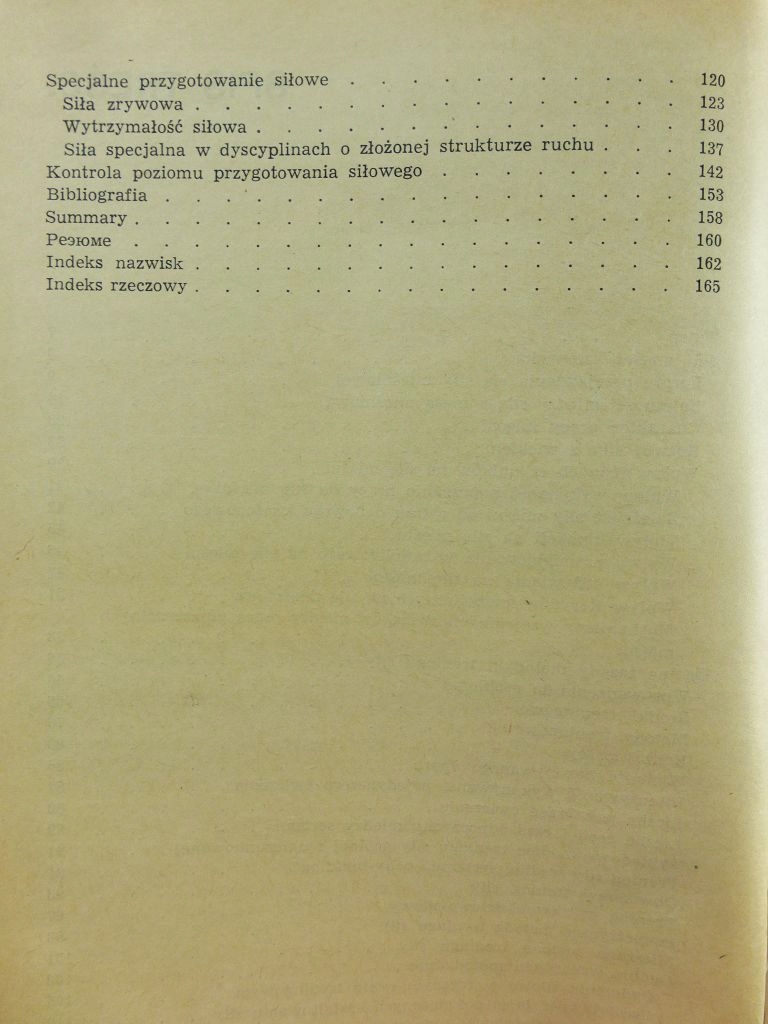 Specjalne przygotowanie siłowe . . . . . . . . . . . 120
Siła zrywowa . . . . . . . . . . . . . . . . 123
Wytrzymałość siłowa . . . . . . . . . . . . . . 130
Siła specjalna w dyscyplinach o złożonej strukturze ruchu . . . 137
Kontrola poziomu przygotowania siłowego . . . . . . . . 142
Bibliografia . . . . . . . . . . . . . . . . . 153
Summary . . . . . . . . . . . . . . . . . . 158
Резюме . . . . . . . . . . . . . . . . . . 160
Indeks nazwisk . . . . . . . . . . . . . . . . 162
Indeks rzeczowy . . . . . . . . . . . . . . . . 165